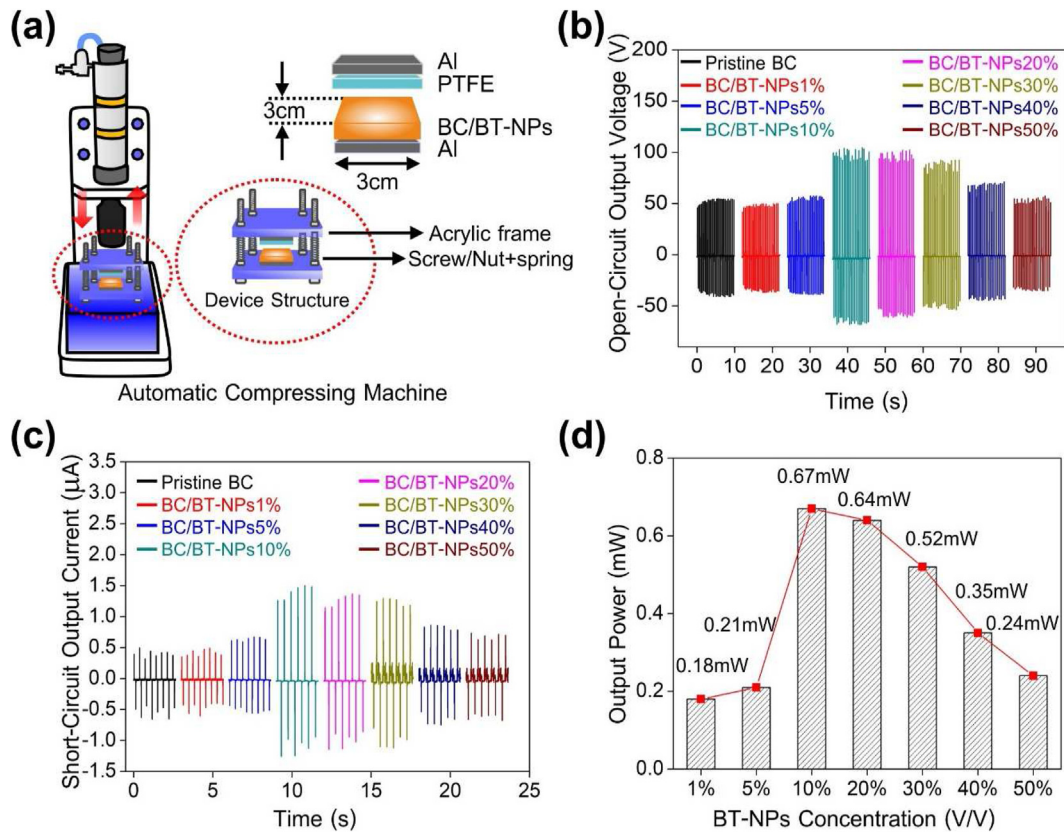 (a)
Al
PTFE
3cm
BC/BT-NPs
Al
3cm
Acrylic frame
Screw/Nut+spring
Device Structure
Automatic Compressing Machine
(b)
Open-Circuit Output Voltage (V)
200
150
100
50
0
-50
Pristine BC
BC/BT-NPs1%
BC/BT-NPs5%
BC/BT-NPs10%
BC/BT-NPs20%
BC/BT-NPs30%
BC/BT-NPs40%
BC/BT-NPs50%
0 10 20 30 40 50 60 70 80 90
Time (s)
(c)
Short-Circuit Output Current (μA)
3.5
3.0
2.5
2.0
1.5
1.0
0.5
0.0
-0.5
-1.0
-1.5
Pristine BC
BC/BT-NPs1%
BC/BT-NPs5%
BC/BT-NPs10%
BC/BT-NPs20%
BC/BT-NPs30%
BC/BT-NPs40%
BC/BT-NPs50%
0 5 10 15 20 25
Time (s)
(d)
Output Power (mW)
0.8
0.6
0.4
0.2
0.0
0.18mW
0.21mW
0.67mW
0.64mW
0.52mW
0.35mW
0.24mW
1% 5% 10% 20% 30% 40% 50%
BT-NPs Concentration (V/V)